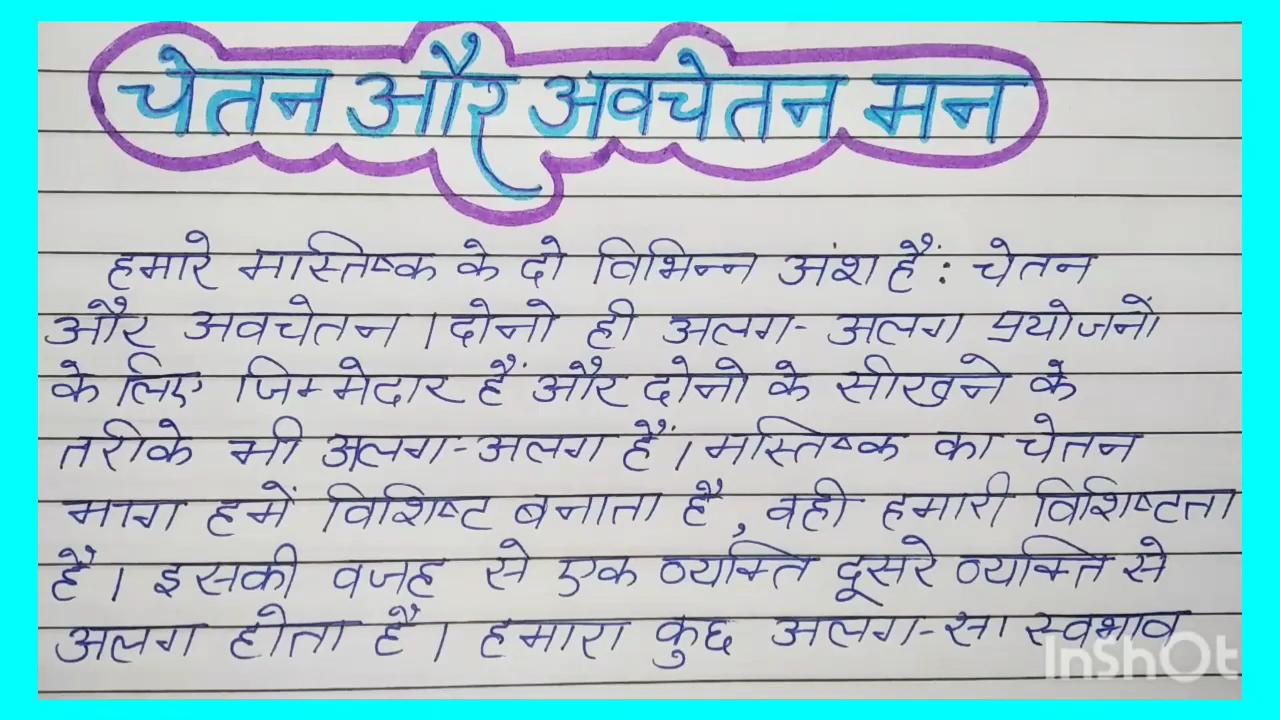 चेतन और अवचेतन मन
हमारे मास्तिष्क के दो विभिन्न अंश हैं: चेतन
और अवचेतन। दोनो ही अलग-अलग प्रयोजनों
के लिए जिम्मेदार हैं और दोनो के सीखने के
तरीके भी अलग-अलग हैं। मस्तिष्क का चेतन
भाग हमें विशिष्ट बनाता है, वही हमारी विशिष्टता
है। इसकी वजह से एक व्यक्ति दूसरे व्यक्ति से
अलग होता है। हमारा कुछ अलग-सा स्वभाव
InShOt